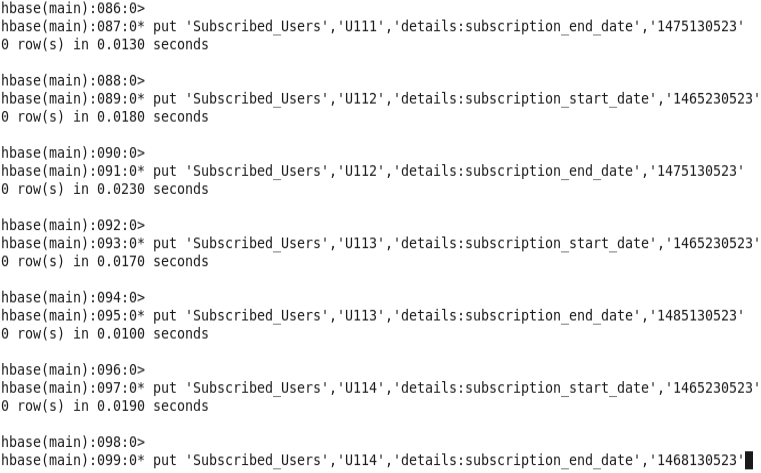 hbase(main):086:0>
hbase(main):087:0* put 'Subscribed_Users','U111','details:subscription_end_date','1475130523'
0 row(s) in 0.0130 seconds
hbase(main):088:0>
hbase(main):089:0* put 'Subscribed_Users','U112','details:subscription_start_date','1465230523'
0 row(s) in 0.0180 seconds
hbase(main):090:0>
hbase(main):091:0* put 'Subscribed_Users','U112','details:subscription_end_date','1475130523'
0 row(s) in 0.0230 seconds
hbase(main):092:0>
hbase(main):093:0* put 'Subscribed_Users','U113','details:subscription_start_date','1465230523'
0 row(s) in 0.0170 seconds
hbase(main):094:0>
hbase(main):095:0* put 'Subscribed_Users','U113','details:subscription_end_date','1485130523'
0 row(s) in 0.0100 seconds
hbase(main):096:0>
hbase(main):097:0* put 'Subscribed_Users','U114','details:subscription_start_date','1465230523'
0 row(s) in 0.0190 seconds
hbase(main):098:0>
hbase(main):099:0* put 'Subscribed_Users','U114','details:subscription_end_date','1468130523'